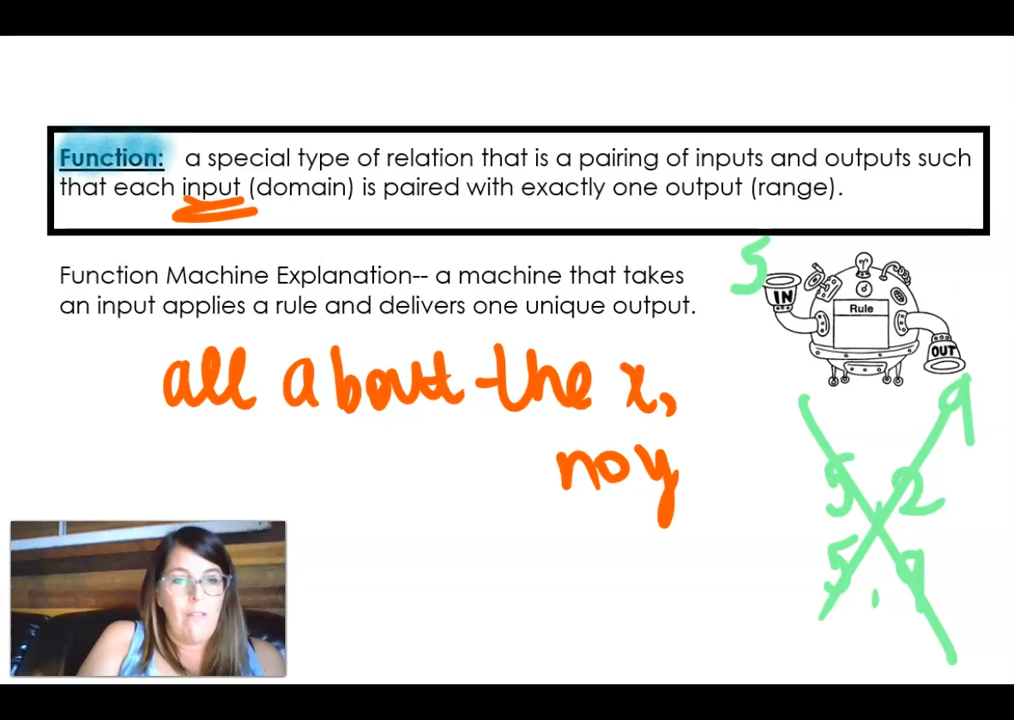 Function: a special type of relation that is a pairing of inputs and outputs such
that each input (domain) is paired with exactly one output (range).
Function Machine Explanation-- a machine that takes
an input applies a rule and delivers one unique output.
5
IN
Rule
OUT
all about the x,
no y
9
5 2
5 9